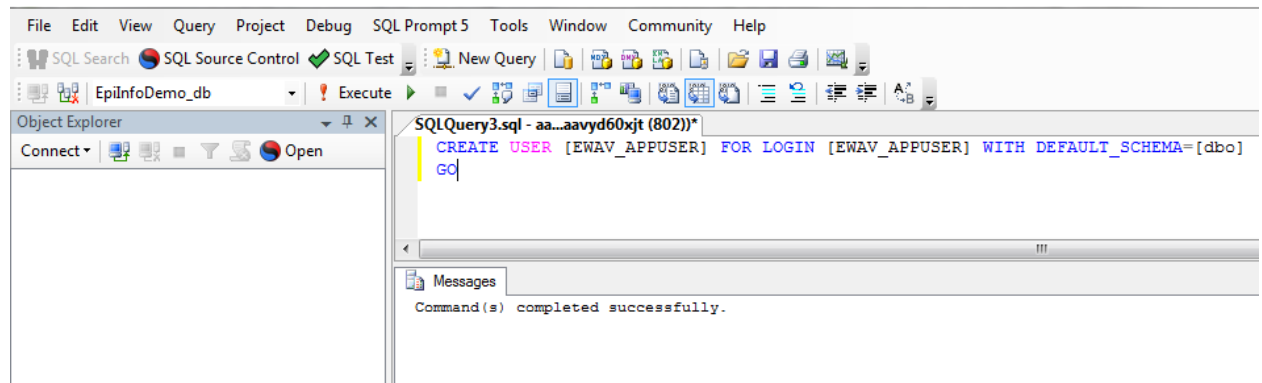 File Edit View Query Project Debug SQL Prompt 5 Tools Window Community Help
SQL Search SQL Source Control SQL Test New Query
EpiInfoDemo_db Execute
Object Explorer
Connect Open
SQLQuery3.sql - aa...aavyd60xjt (802))*
CREATE USER [EWAV_APPUSER] FOR LOGIN [EWAV_APPUSER] WITH DEFAULT_SCHEMA=[dbo]
GO
Messages
Command(s) completed successfully.